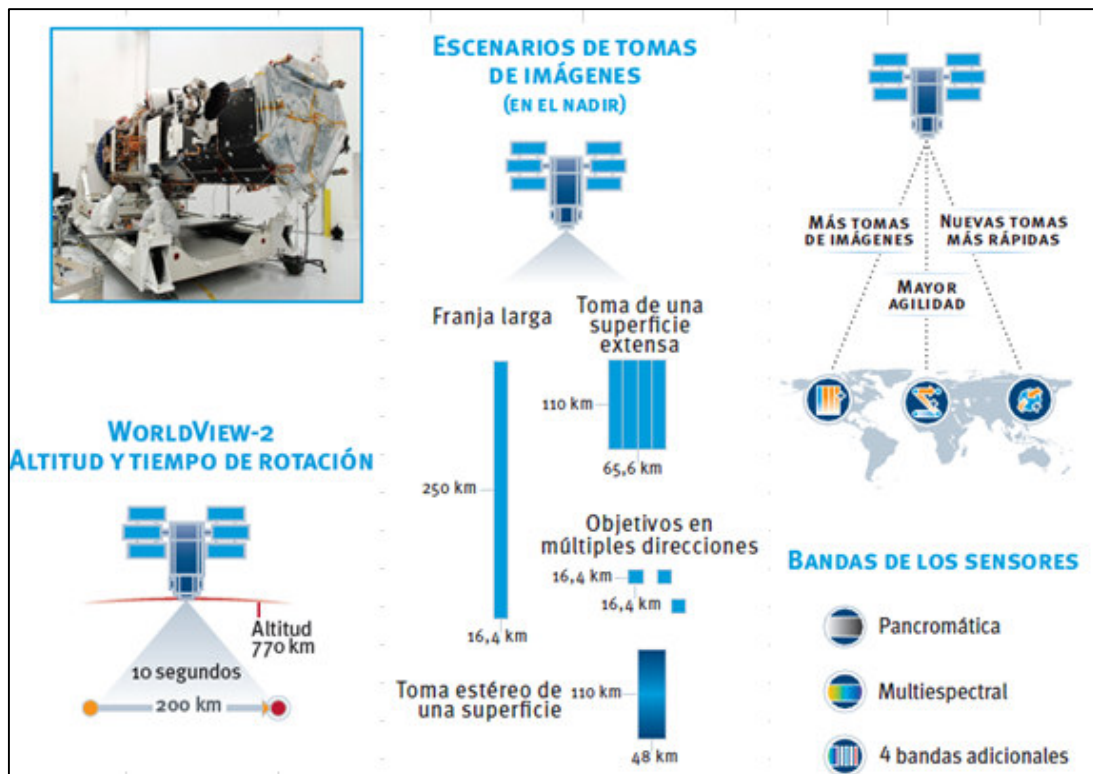 ESCENARIOS DE TOMAS
DE IMÁGENES
(EN EL NADIR)
Franja larga
250 km
16,4 km
Toma de una
superficie
extensa
110 km
65,6 km
Objetivos en
múltiples direcciones
16,4 km
16,4 km
Toma estéreo de
una superficie
110 km
48 km
WORLDVIEW-2
ALTITUD Y TIEMPO DE ROTACIÓN
Altitud
770 km
10 segundos
200 km
MÁS TOMAS
DE IMÁGENES
NUEVAS TOMAS
MÁS RÁPIDAS
MAYOR
AGILIDAD
BANDAS DE LOS SENSORES
Pancromática
Multiespectral
4 bandas adicionales